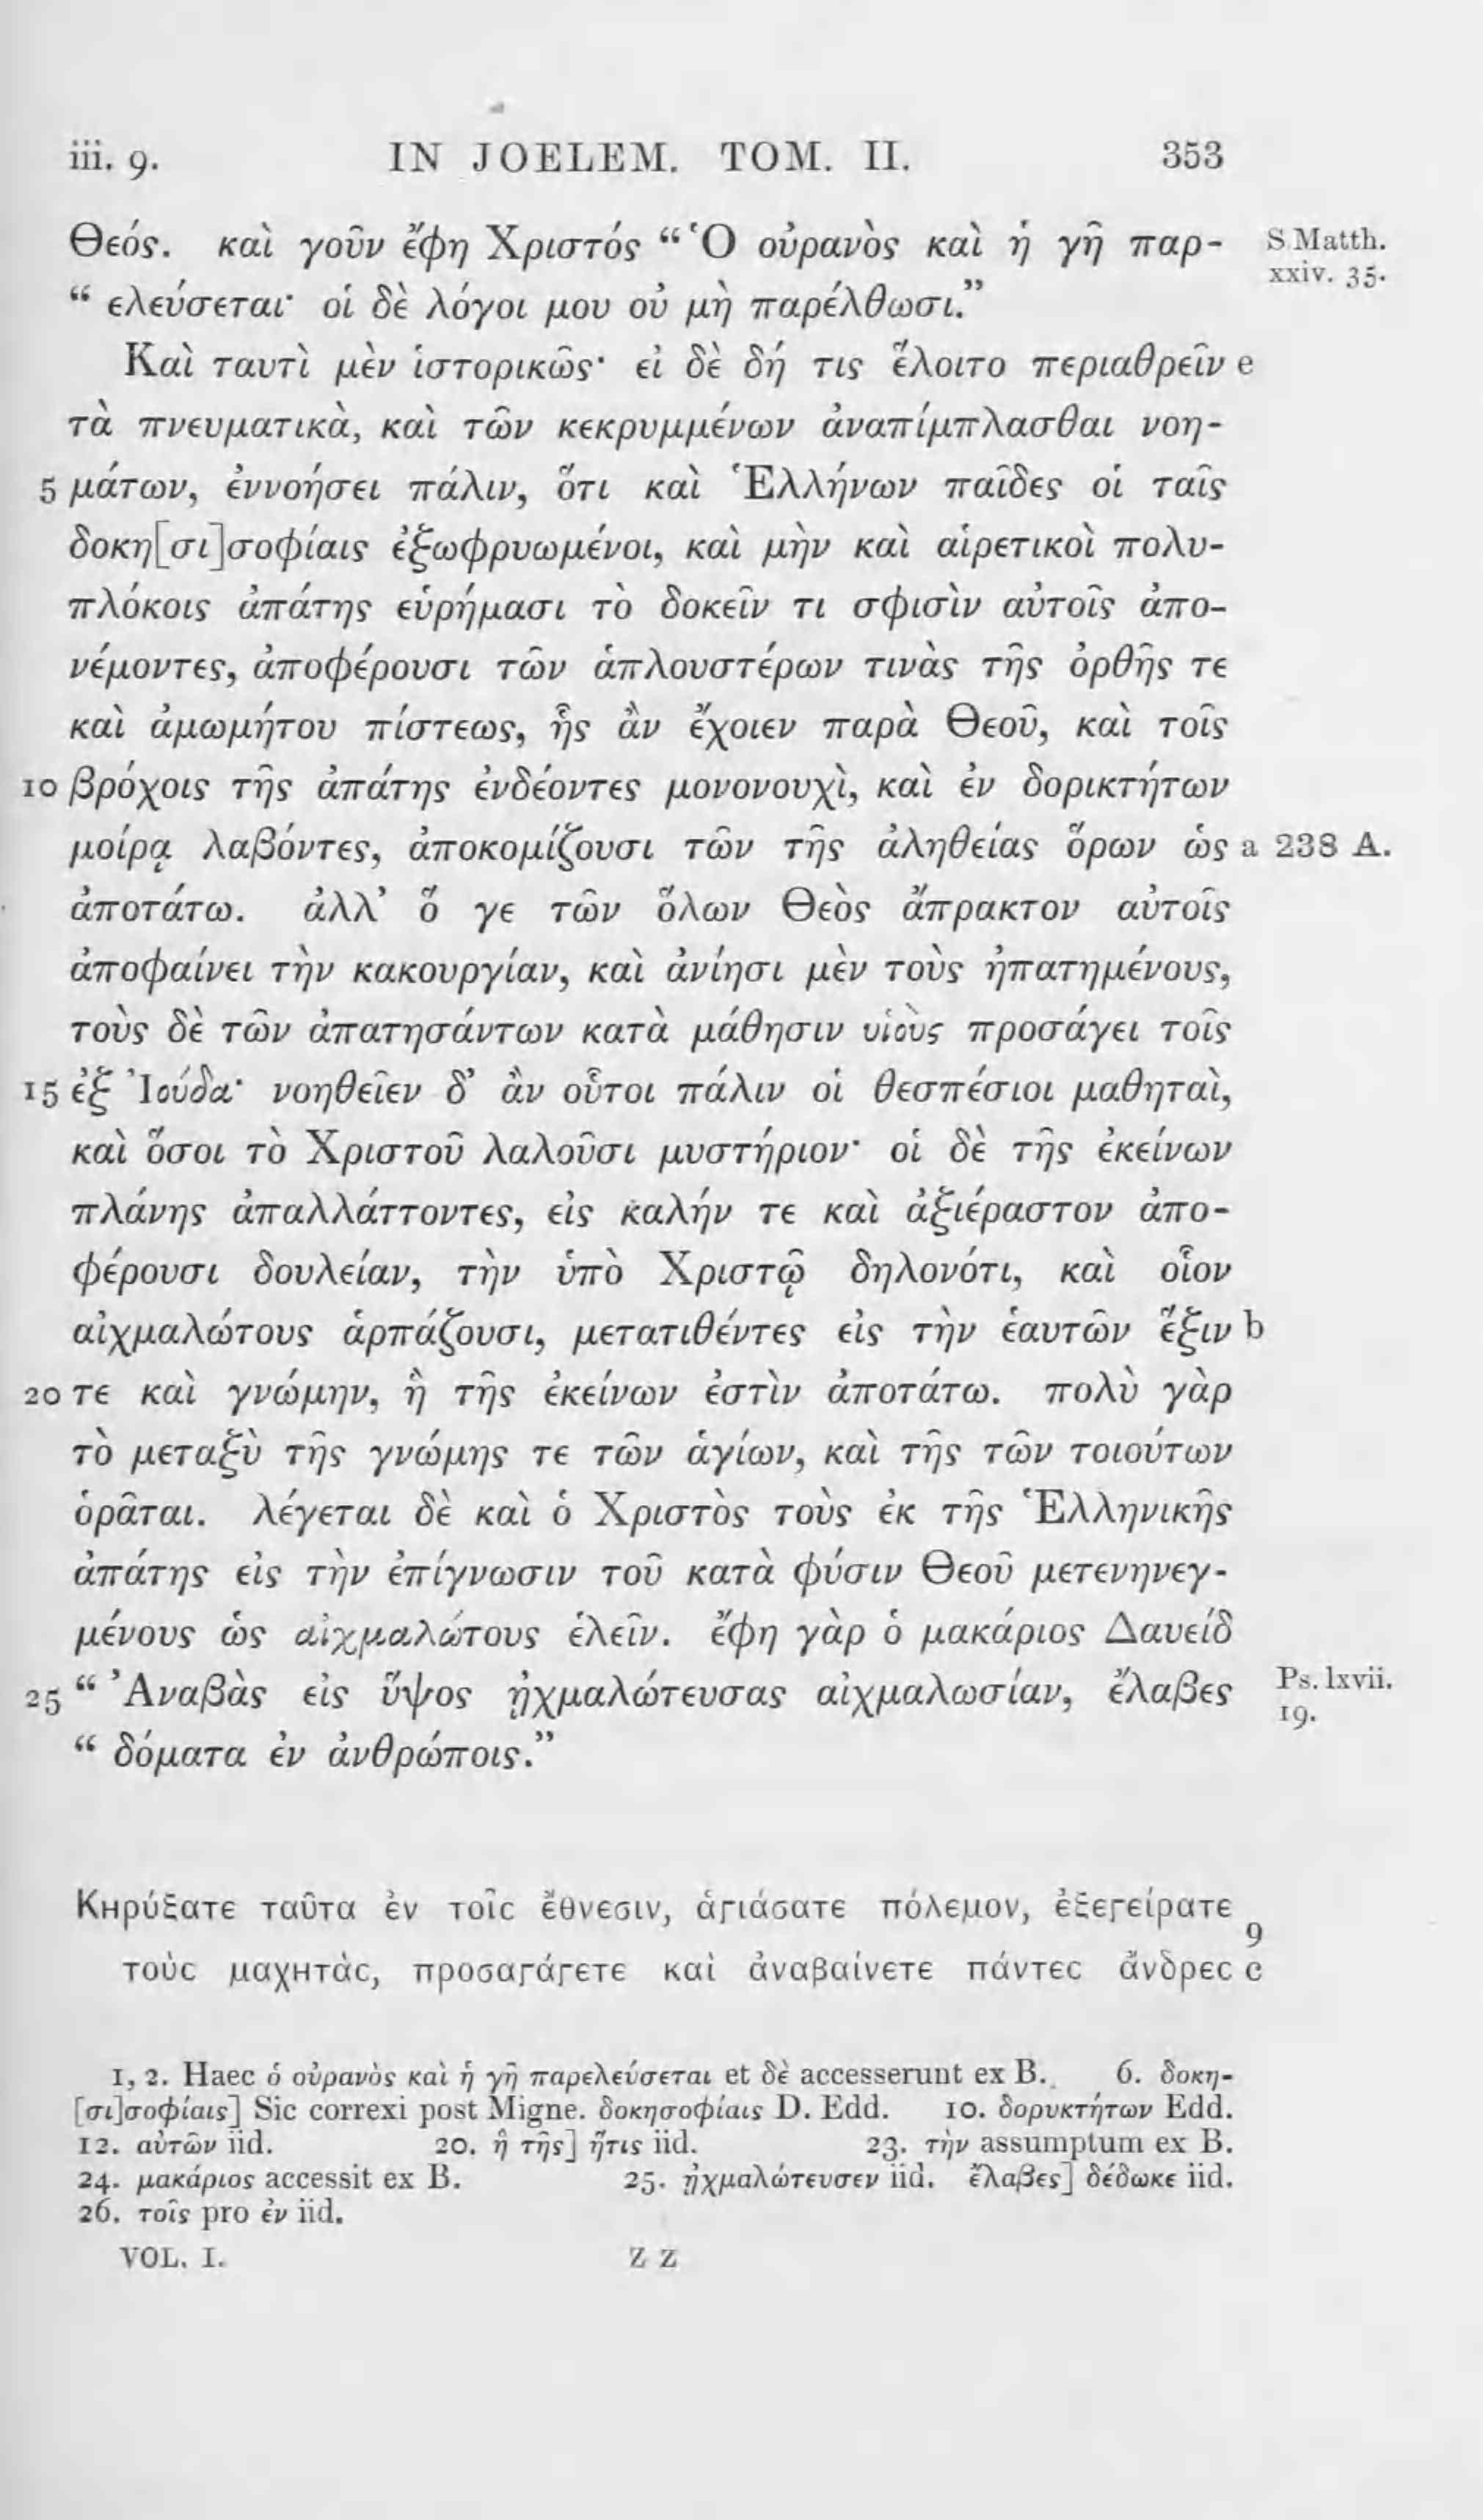 iii. 9. IN JOELEM. TOM. II. 353
Θεός. καὶ γοῦν ἔφη Χριστός “ Ὁ οὐρανὸς καὶ ἡ γῆ παρ- S Matth.
xxiv. 35.
“ ελεύσεται· οἱ δὲ λόγοι μου οὐ μὴ παρέλθωσι.”
Καὶ ταυτὶ μὲν ἱστορικῶς· εἰ δὲ δή τις ἕλοιτο περιαθρεῖν e
τὰ πνευματικὰ, καὶ τῶν κεκρυμμένων ἀναπίμπλασθαι νοη-
5 μάτων, ἐννοήσει πάλιν, ὅτι καὶ Ἑλλήνων παῖδες οἱ ταῖς
δοκη[σι]σοφίαις ἐξωφρυωμένοι, καὶ μὴν καὶ αἱρετικοὶ πολυ-
πλόκοις ἀπάτης εὑρήμασι τὸ δοκεῖν τι σφισὶν αὐτοῖς ἀπο-
νέμοντες, ἀποφέρουσι τῶν ἁπλουστέρων τινὰς τῆς ὀρθῆς τε
καὶ ἀμωμήτου πίστεως, ἧς ἂν ἔχοιεν παρὰ Θεοῦ, καὶ τοῖς
10 βρόχοις τῆς ἀπάτης ἐνδέοντες μονονουχὶ, καὶ ἐν δορικτήτων
μοίρᾳ λαβόντες, ἀποκομίζουσι τῶν τῆς ἀληθείας ὅρων ὡς a 238 A.
ἀποτάτω. ἀλλ’ ὅ γε τῶν ὅλων Θεὸς ἄπρακτον αὐτοῖς
ἀποφαίνει τὴν κακουργίαν, καὶ ἀνίησι μὲν τοὺς ἠπατημένους,
τοὺς δὲ τῶν ἀπατησάντων κατὰ μάθησιν υἱοὺς προσάγει τοῖς
15 ἐξ Ἰούδα· νοηθεῖεν δ’ ἂν οὗτοι πάλιν οἱ θεσπέσιοι μαθηταὶ,
καὶ ὅσοι τὸ Χριστοῦ λαλοῦσι μυστήριον· οἱ δὲ τῆς ἐκείνων
πλάνης ἀπαλλάττοντες, εἰς καλήν τε καὶ ἀξιέραστον ἀπο-
φέρουσι δουλείαν, τὴν ὑπὸ Χριστῷ δηλονότι, καὶ οἷον
αἰχμαλώτους ἁρπάζουσι, μετατιθέντες εἰς τὴν ἑαυτῶν ἕξιν b
20 τε καὶ γνώμην, ἣ τῆς ἐκείνων ἐστὶν ἀποτάτω. πολὺ γὰρ
τὸ μεταξὺ τῆς γνώμης τε τῶν ἁγίων, καὶ τῆς τῶν τοιούτων
ὁρᾶται. λέγεται δὲ καὶ ὁ Χριστὸς τοὺς ἐκ τῆς Ἑλληνικῆς
ἀπάτης εἰς τὴν ἐπίγνωσιν τοῦ κατὰ φύσιν Θεοῦ μετενηνεγ-
μένους ὡς αἰχμαλώτους ἑλεῖν. ἔφη γὰρ ὁ μακάριος Δαυείδ
25 “ Ἀναβὰς εἰς ὕψος ᾐχμαλώτευσας αἰχμαλωσίαν, ἔλαβες Ps. lxvii.
19.
“ δόματα ἐν ἀνθρώποις.”
Κηρύξατε ταῦτα ἐν τοῖς ἔθνεσιν, ἁγιάσατε πόλεμον, ἐξεγείρατε 9
τοὺς μαχητὰς, προσαγάγετε καὶ ἀναβαίνετε πάντες ἄνδρες c
1, 2. Haec ὁ οὐρανὸς καὶ ἡ γῆ παρελεύσεται et δὲ accesserunt ex B. 6. δοκη-
[σι]σοφίαις] Sic correxi post Migne. δοκησοφίαις D. Edd. 10. δορυκτήτων Edd.
12. αὐτῶν iid. 20. ἣ τῆς] ἥτις iid. 23. τὴν assumptum ex B.
24. μακάριος accessit ex B. 25. ᾐχμαλώτευσεν iid. ἔλαβες] δέδωκε iid.
26. τοῖς pro ἐν iid.
VOL. I. Z Z